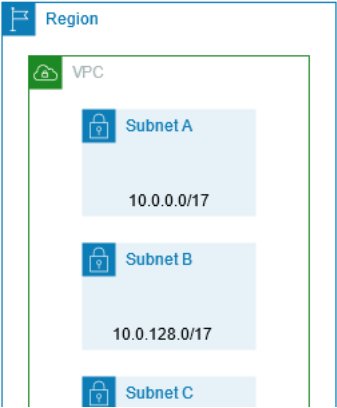 Region
VPC
Subnet A
10.0.0.0/17
Subnet B
10.0.128.0/17
Subnet C